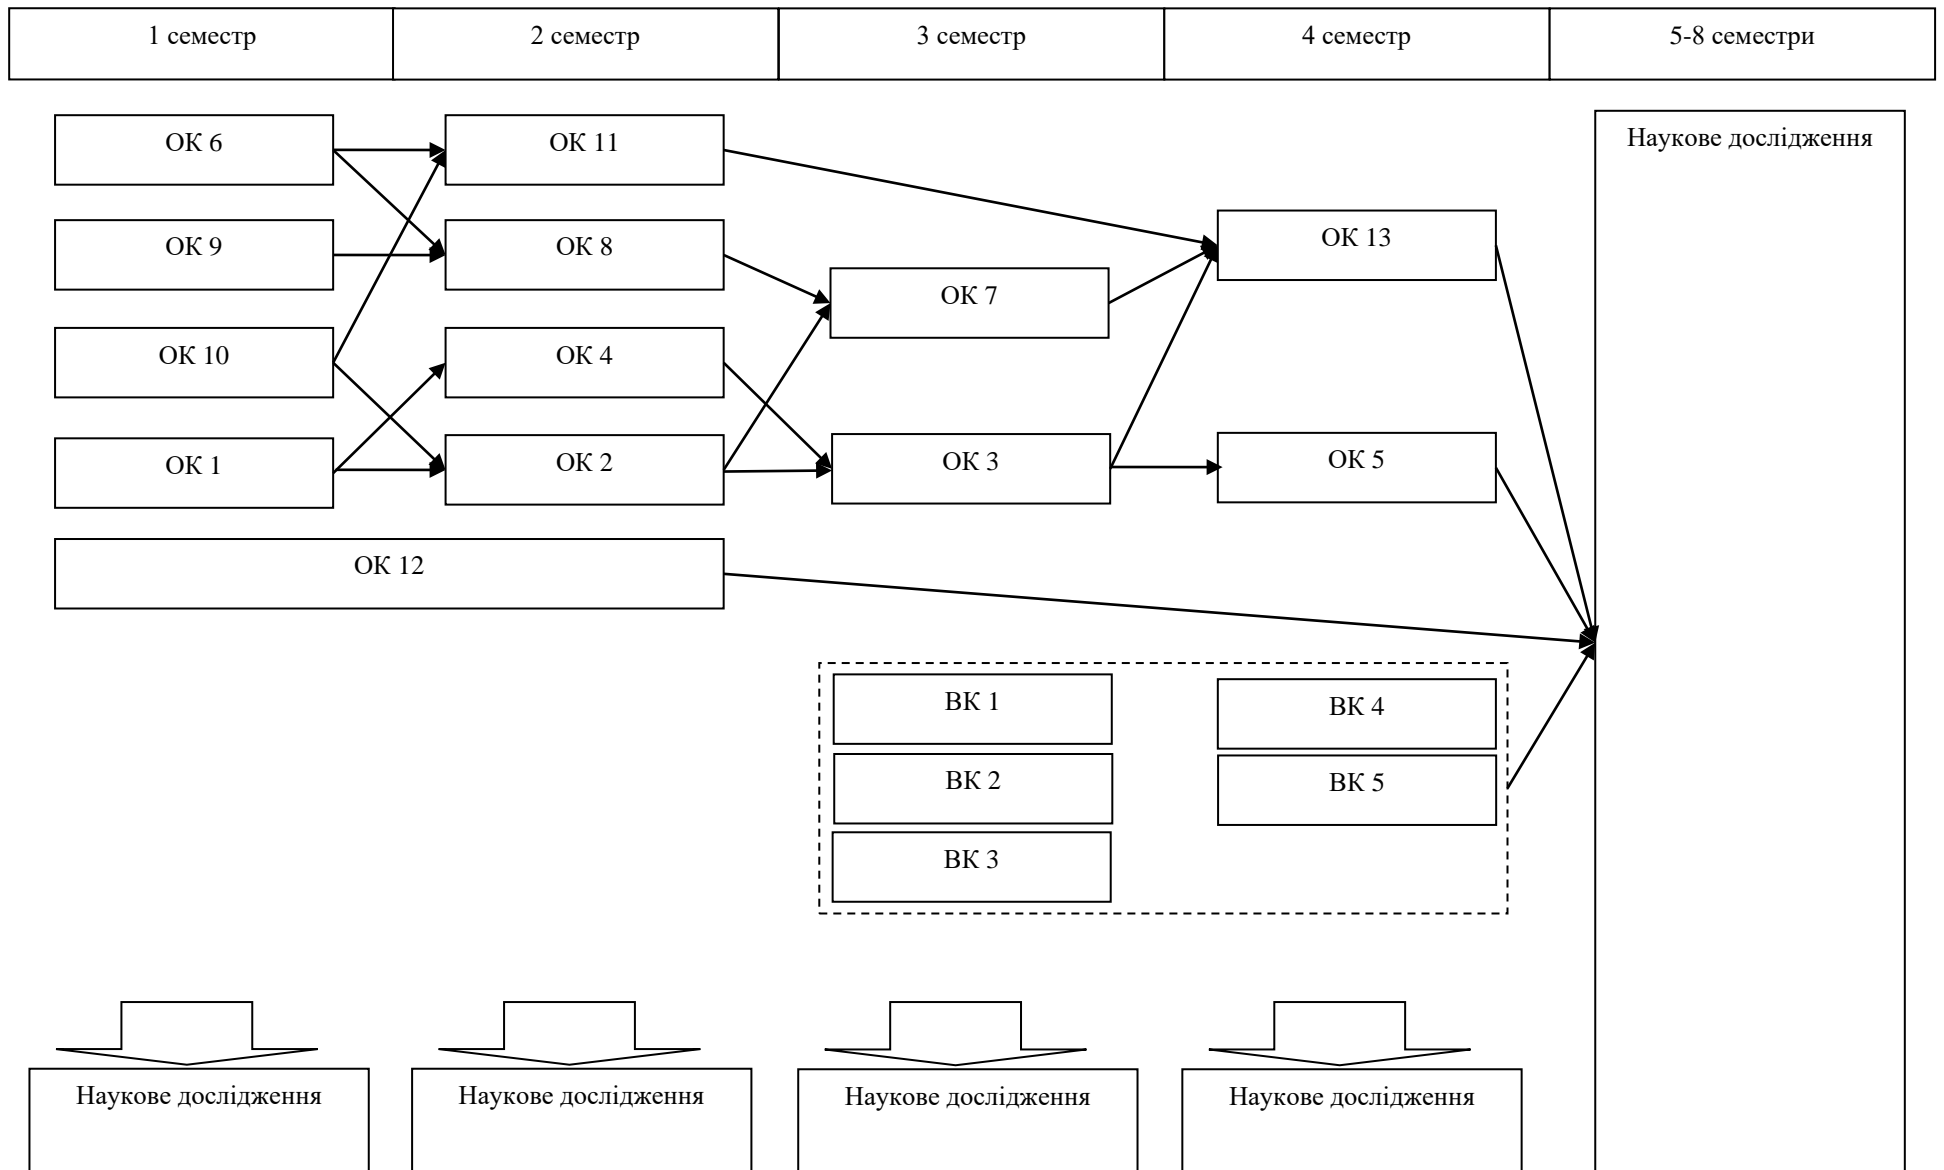 1 семестр
2 семестр
3 семестр
4 семестр
5-8 семестри
ОК 6
ОК 11
Наукове дослідження
ОК 9
ОК 8
ОК 13
ОК 7
ОК 10
ОК 4
ОК 1
ОК 2
ОК 3
ОК 5
ОК 12
ВК 1
ВК 4
ВК 2
ВК 5
ВК 3
Наукове дослідження
Наукове дослідження
Наукове дослідження
Наукове дослідження